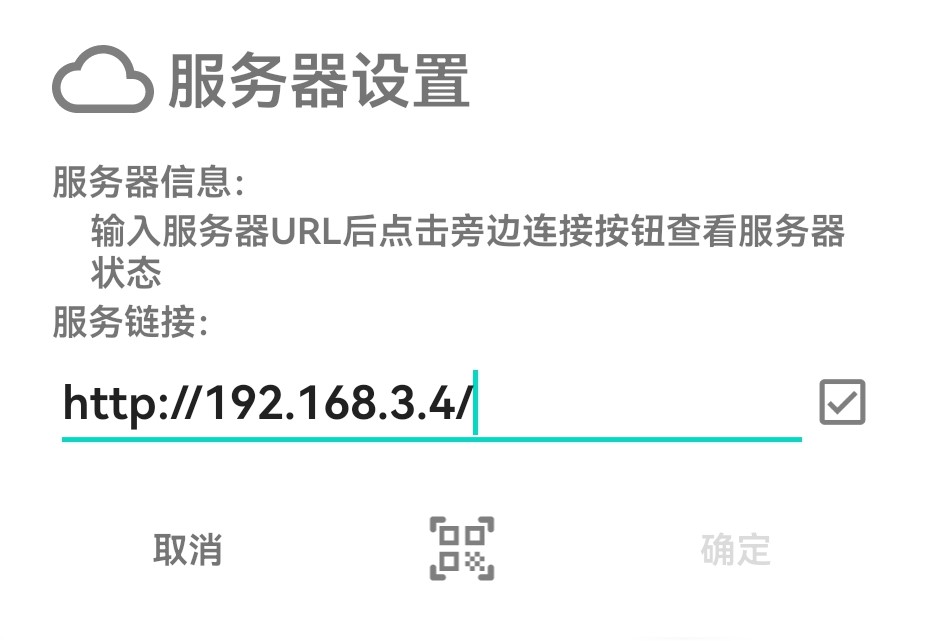 服务器设置
服务器信息：
输入服务器URL后点击旁边连接按钮查看服务器
状态
服务链接：
http://192.168.3.4/
取消
确定